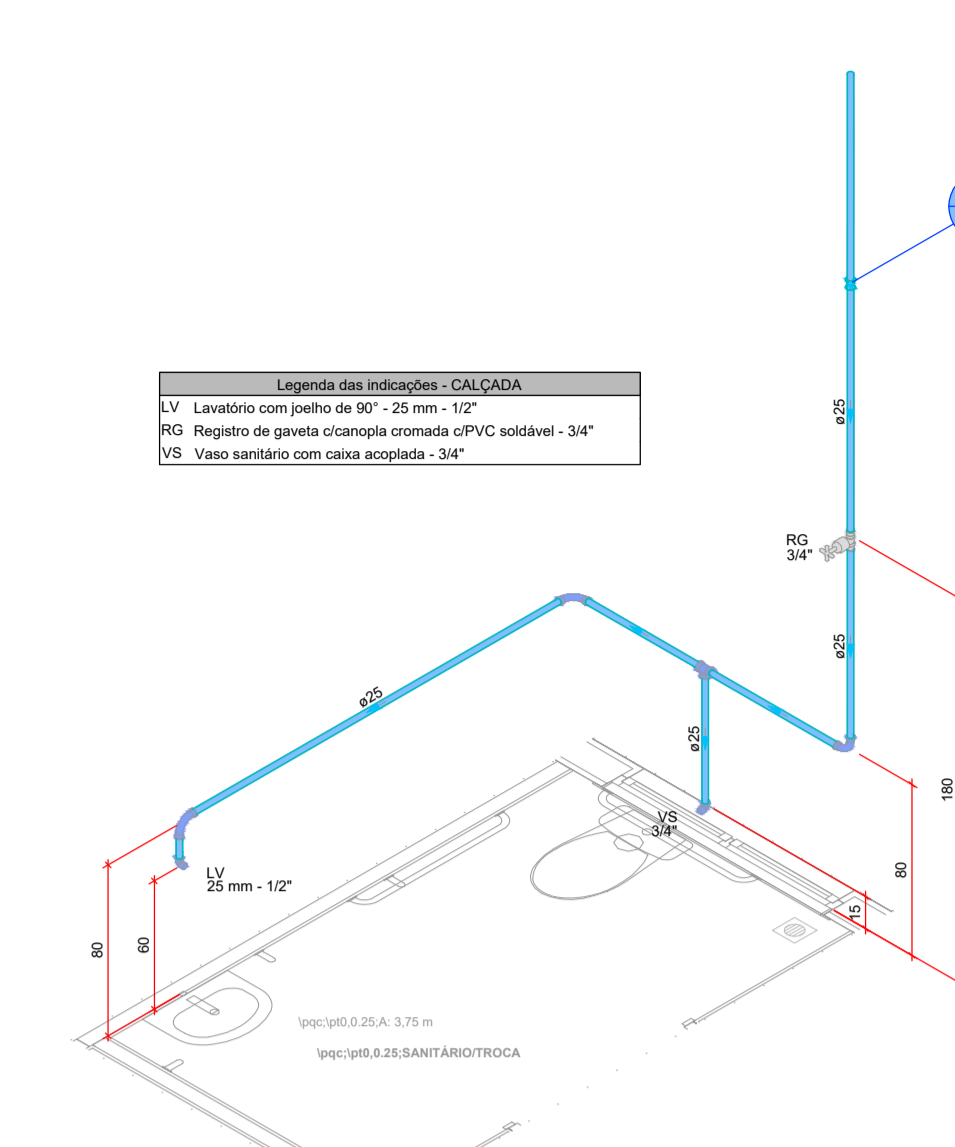 ø25
Legenda das indicações - CALÇADA
LV Lavatório com joelho de 90° - 25 mm - 1/2"
RG Registro de gaveta c/canopla cromada c/PVC soldável - 3/4"
VS Vaso sanitário com caixa acoplada - 3/4"
RG
3/4"
ø25
ø25
ø25
180
VS
3/4"
LV
25 mm - 1/2"
80
15
80
60
\pqc;\pt0,0.25;A: 3,75 m
\pqc;\pt0,0.25;SANITÁRIO/TROCA